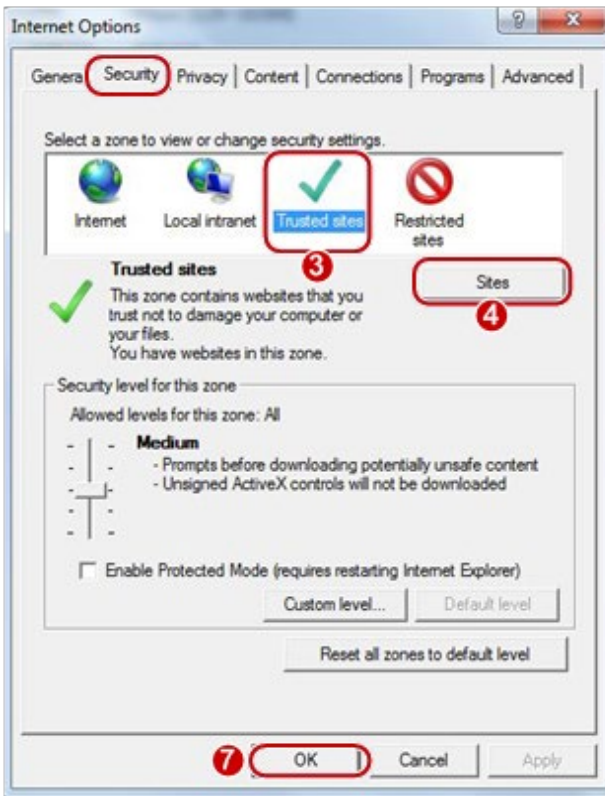 Internet Options
General Security Privacy Content Connections Programs Advanced
Select a zone to view or change security settings.
Internet Local intranet Trusted sites Restricted sites
3
Trusted sites
Sites
4
This zone contains websites that you
trust not to damage your computer or
your files.
You have websites in this zone.
Security level for this zone
Allowed levels for this zone: All
Medium
- Prompts before downloading potentially unsafe content
- Unsigned ActiveX controls will not be downloaded
Enable Protected Mode (requires restarting Internet Explorer)
Custom level... Default level
Reset all zones to default level
7 OK Cancel Apply